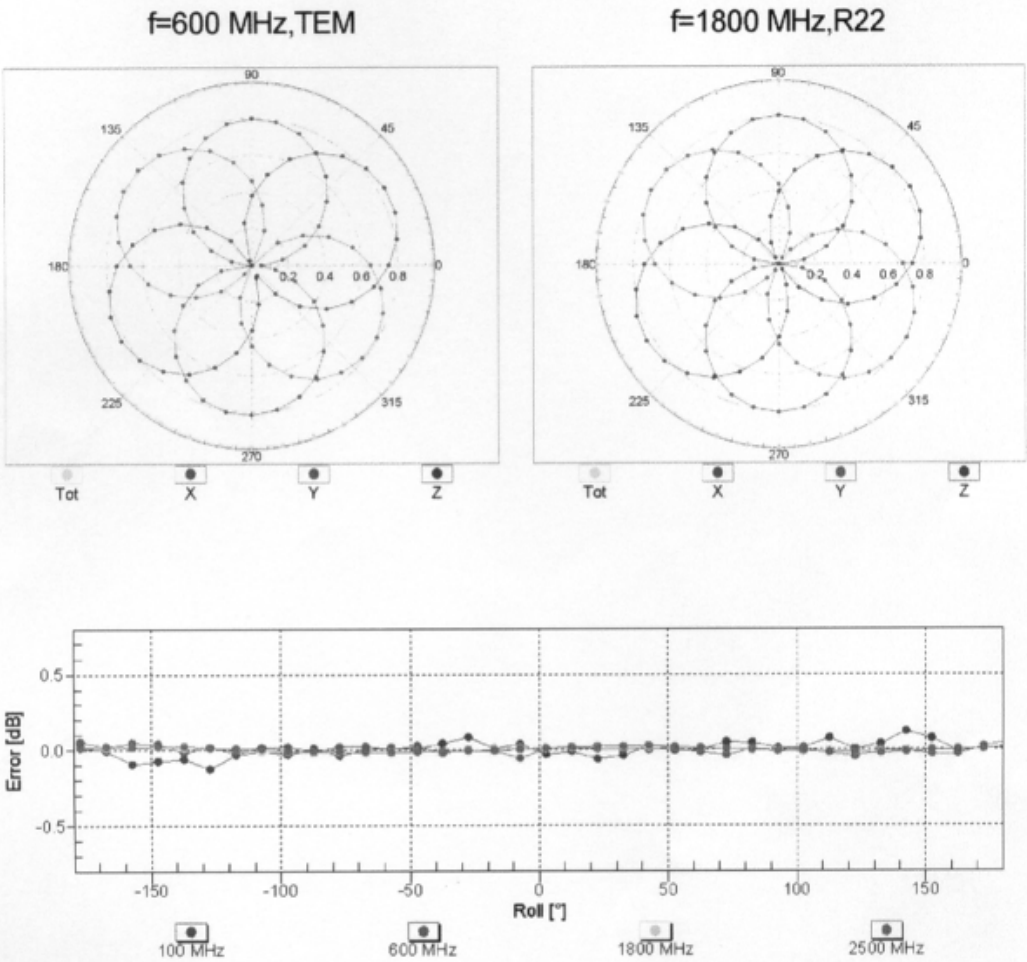 f=600 MHz,TEM
f=1800 MHz,R22
90
90
135
45
135
45
180
0.2 0.4 0.6 0.8
0
180
0.2 0.4 0.6 0.8
0
225
315
225
315
270
270
Tot X Y Z
Tot X Y Z
0.5
0.0
-0.5
Error [dB]
-150 -100 -50 0 50 100 150
Roll [°]
100 MHz 600 MHz 1800 MHz 2500 MHz